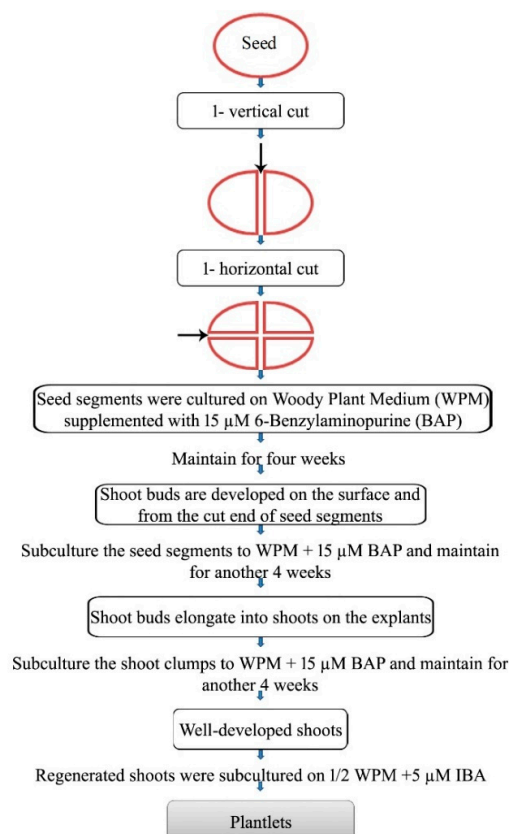 Seed
1- vertical cut
1- horizontal cut
Seed segments were cultured on Woody Plant Medium (WPM)
supplemented with 15 µM 6-Benzylaminopurine (BAP)
Maintain for four weeks
Shoot buds are developed on the surface and
from the cut end of seed segments
Subculture the seed segments to WPM + 15 µM BAP and maintain
for another 4 weeks
Shoot buds elongate into shoots on the explants
Subculture the shoot clumps to WPM + 15 µM BAP and maintain for
another 4 weeks
Well-developed shoots
Regenerated shoots were subcultured on 1/2 WPM +5 µM IBA
Plantlets